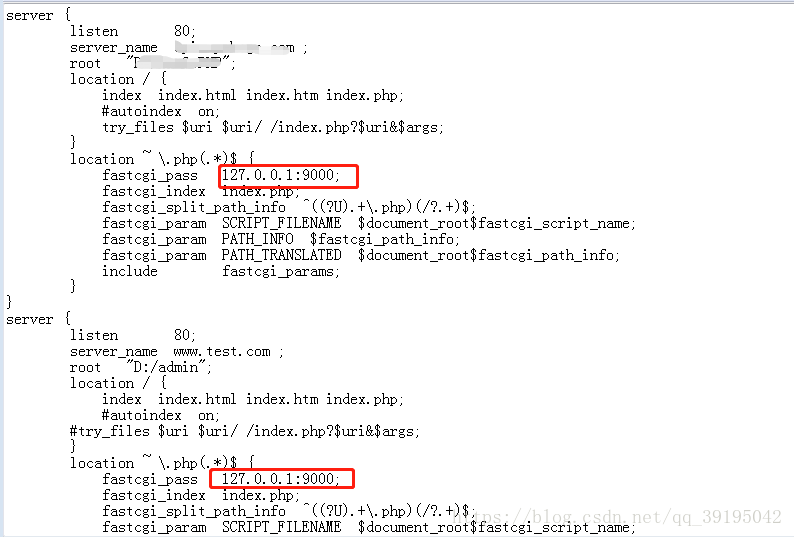 server {
listen 80;
server_name ;
root "D";
location / {
index index.html index.htm index.php;
#autoindex on;
try_files $uri $uri/ /index.php?$uri&$args;
}
location ~ \.php(.*)$ {
fastcgi_pass 127.0.0.1:9000;
fastcgi_index index.php;
fastcgi_split_path_info ^((?U).+\.php)(/?.+)$;
fastcgi_param SCRIPT_FILENAME $document_root$fastcgi_script_name;
fastcgi_param PATH_INFO $fastcgi_path_info;
fastcgi_param PATH_TRANSLATED $document_root$fastcgi_path_info;
include fastcgi_params;
}
}
server {
listen 80;
server_name www.test.com ;
root "D:/admin";
location / {
index index.html index.htm index.php;
#autoindex on;
#try_files $uri $uri/ /index.php?$uri&$args;
}
location ~ \.php(.*)$ {
fastcgi_pass 127.0.0.1:9000;
fastcgi_index index.php;
fastcgi_split_path_info ^((?U).+\.php)(/?.+)$;
https://blog.csdn.net/qq_39195042
fastcgi_param SCRIPT_FILENAME $document_root$fastcgi_script_name;